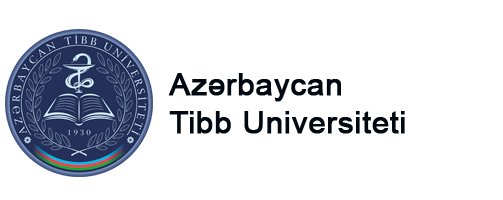 AZƏRBAYCAN TİBB UNİVERSİTETİ
1930
Azərbaycan
Tibb Universiteti